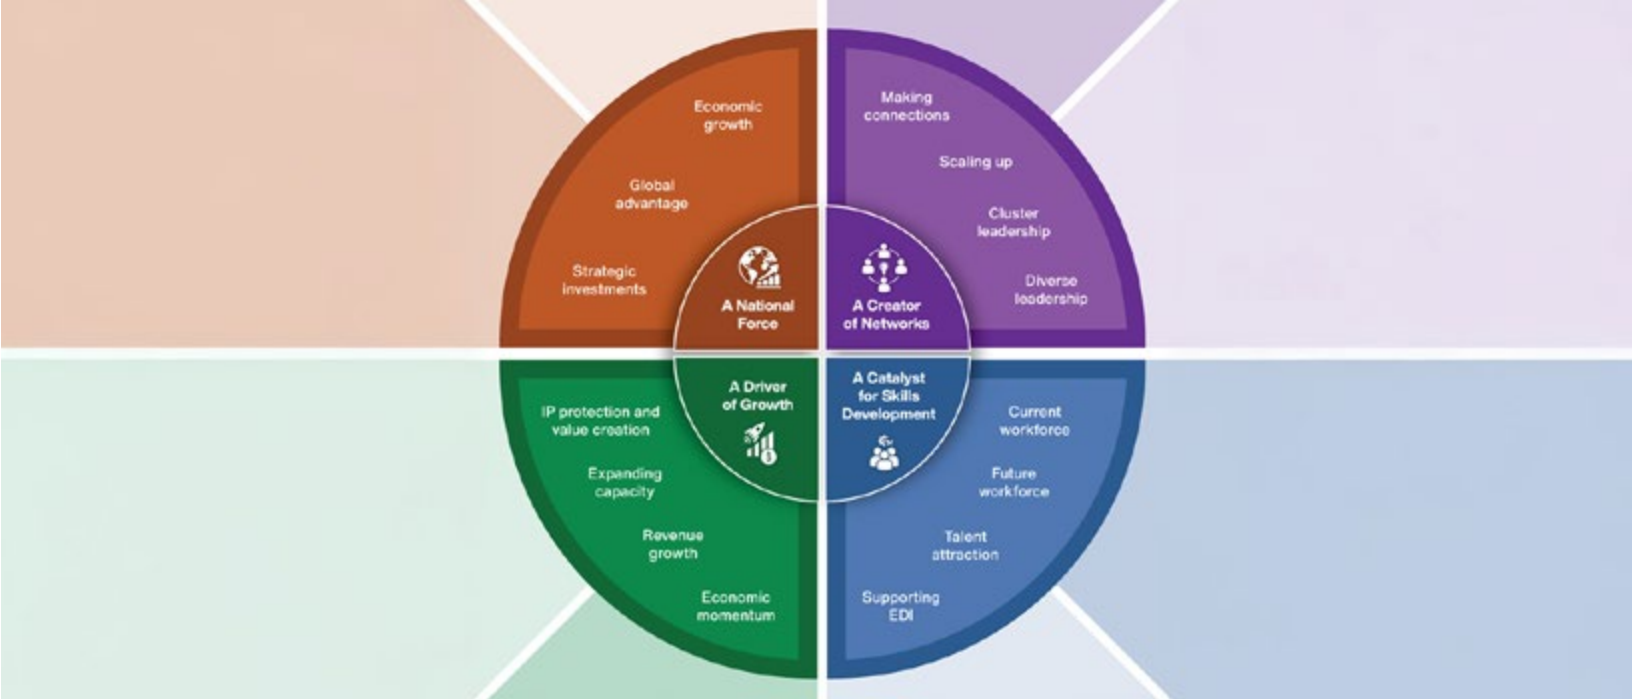 Economic
growth
Global
advantage
Strategic
investments
A National
Force
Making
connections
Scaling up
Cluster
leadership
Diverse
leadership
A Creator
of Networks
A Driver
of Growth
IP protection and
value creation
Expanding
capacity
Revenue
growth
Economic
momentum
A Catalyst
for Skills
Development
Current
workforce
Future
workforce
Talent
attraction
Supporting
EDI